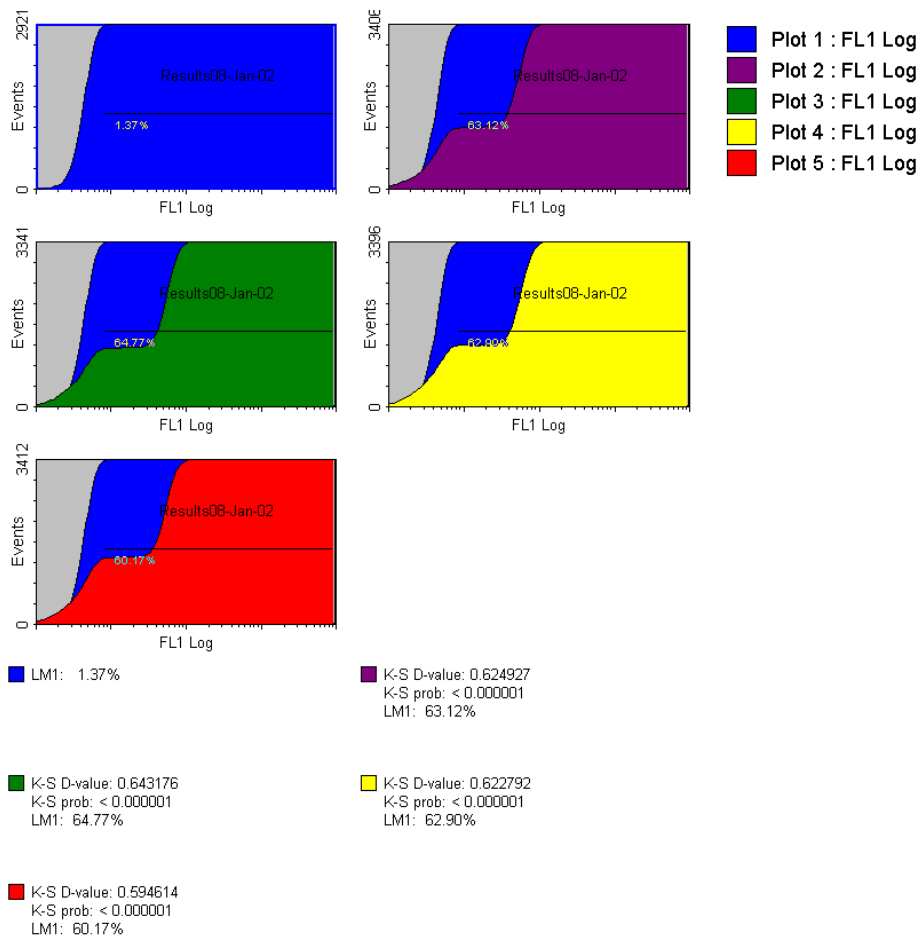 2921
Events
0
Results08-Jan-02
1.37%
FL1 Log
3406
Events
0
Results08-Jan-02
63.12%
FL1 Log
Plot 1 : FL1 Log
Plot 2 : FL1 Log
Plot 3 : FL1 Log
Plot 4 : FL1 Log
Plot 5 : FL1 Log
3341
Events
0
Results08-Jan-02
64.77%
FL1 Log
3396
Events
0
Results08-Jan-02
62.90%
FL1 Log
3412
Events
0
Results08-Jan-02
60.17%
FL1 Log
LM1: 1.37%
K-S D-value: 0.624927
K-S prob: < 0.000001
LM1: 63.12%
K-S D-value: 0.643176
K-S prob: < 0.000001
LM1: 64.77%
K-S D-value: 0.622792
K-S prob: < 0.000001
LM1: 62.90%
K-S D-value: 0.594614
K-S prob: < 0.000001
LM1: 60.17%